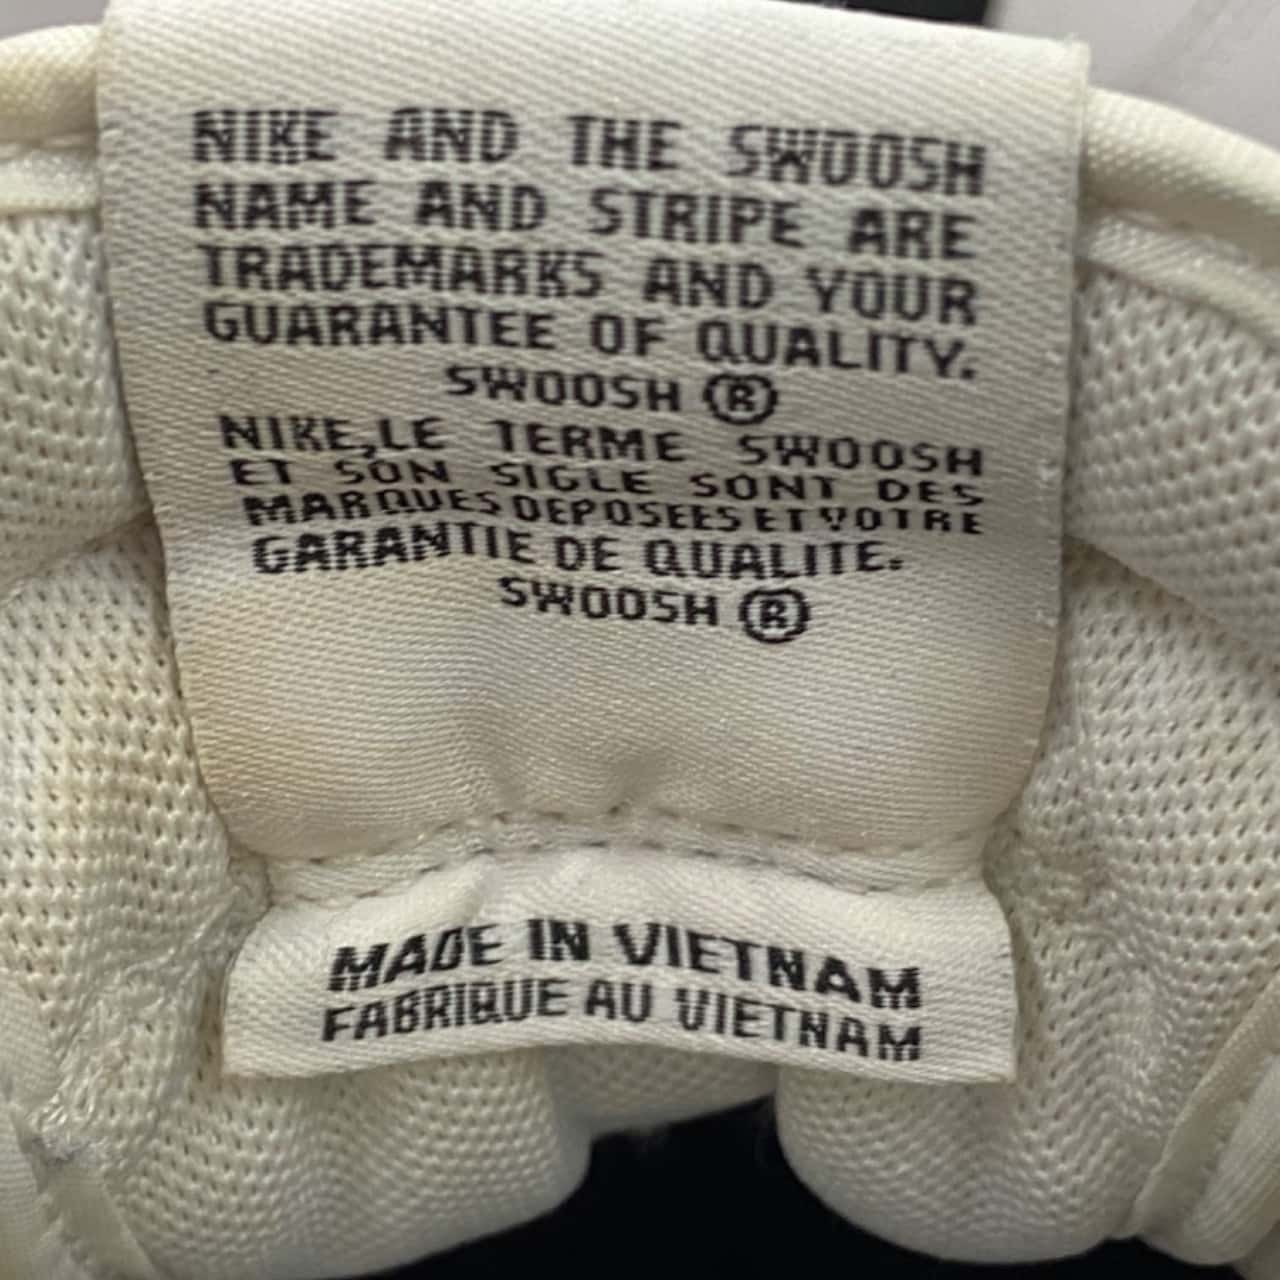 NIKE AND THE SWOOSH
NAME AND STRIPE ARE
TRADEMARKS AND YOUR
GUARANTEE OF QUALITY.
SWOOSH ®
NIKE,LE TERME SWOOSH
ET SON SIGLE SONT DES
MARQUES DEPOSEES ET VOTRE
GARANTIE DE QUALITE.
SWOOSH ®
MADE IN VIETNAM
FABRIQUE AU VIETNAM